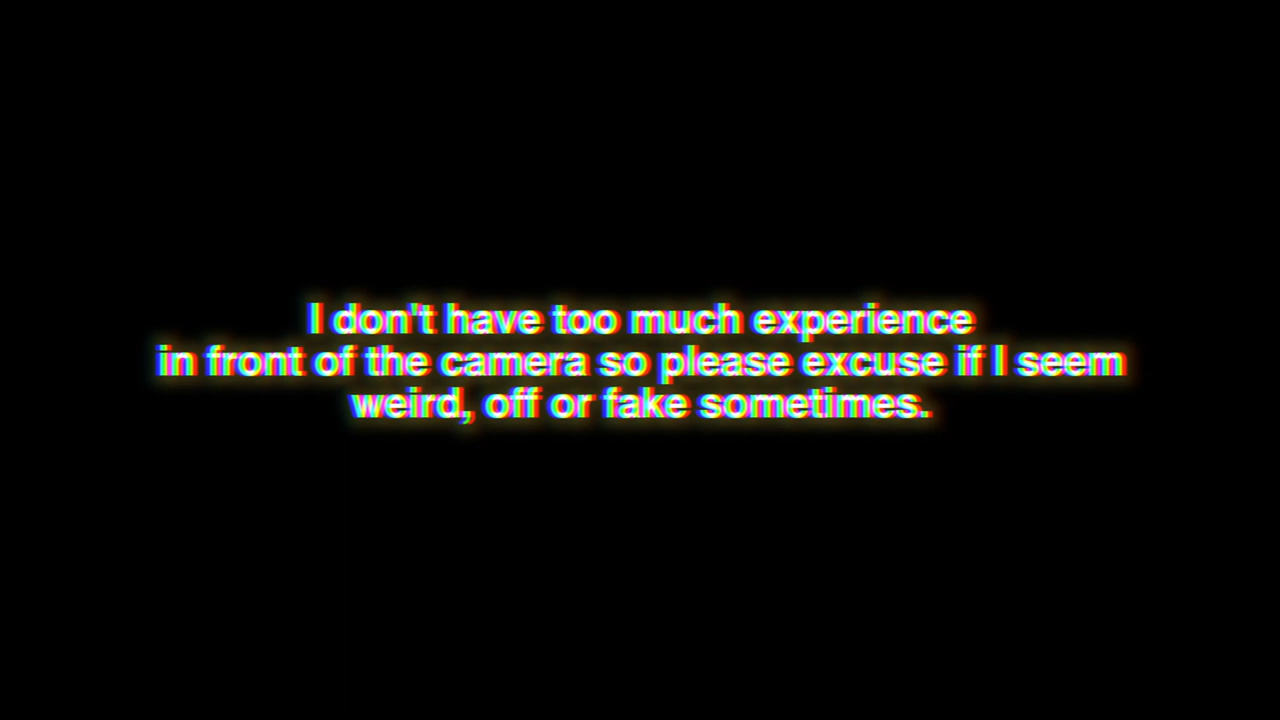 I don't have too much experience
in front of the camera so please excuse if I seem
weird, off or fake sometimes.